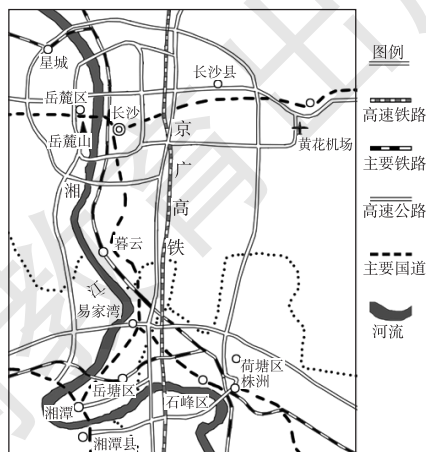 星城
长沙县
岳麓区
长沙
岳麓山
黄花机场
京广高铁
湘江
暮云
易家湾
荷塘区
株洲
岳塘区
石峰区
湘潭
湘潭县
图例
高速铁路
主要铁路
高速公路
主要国道
河流